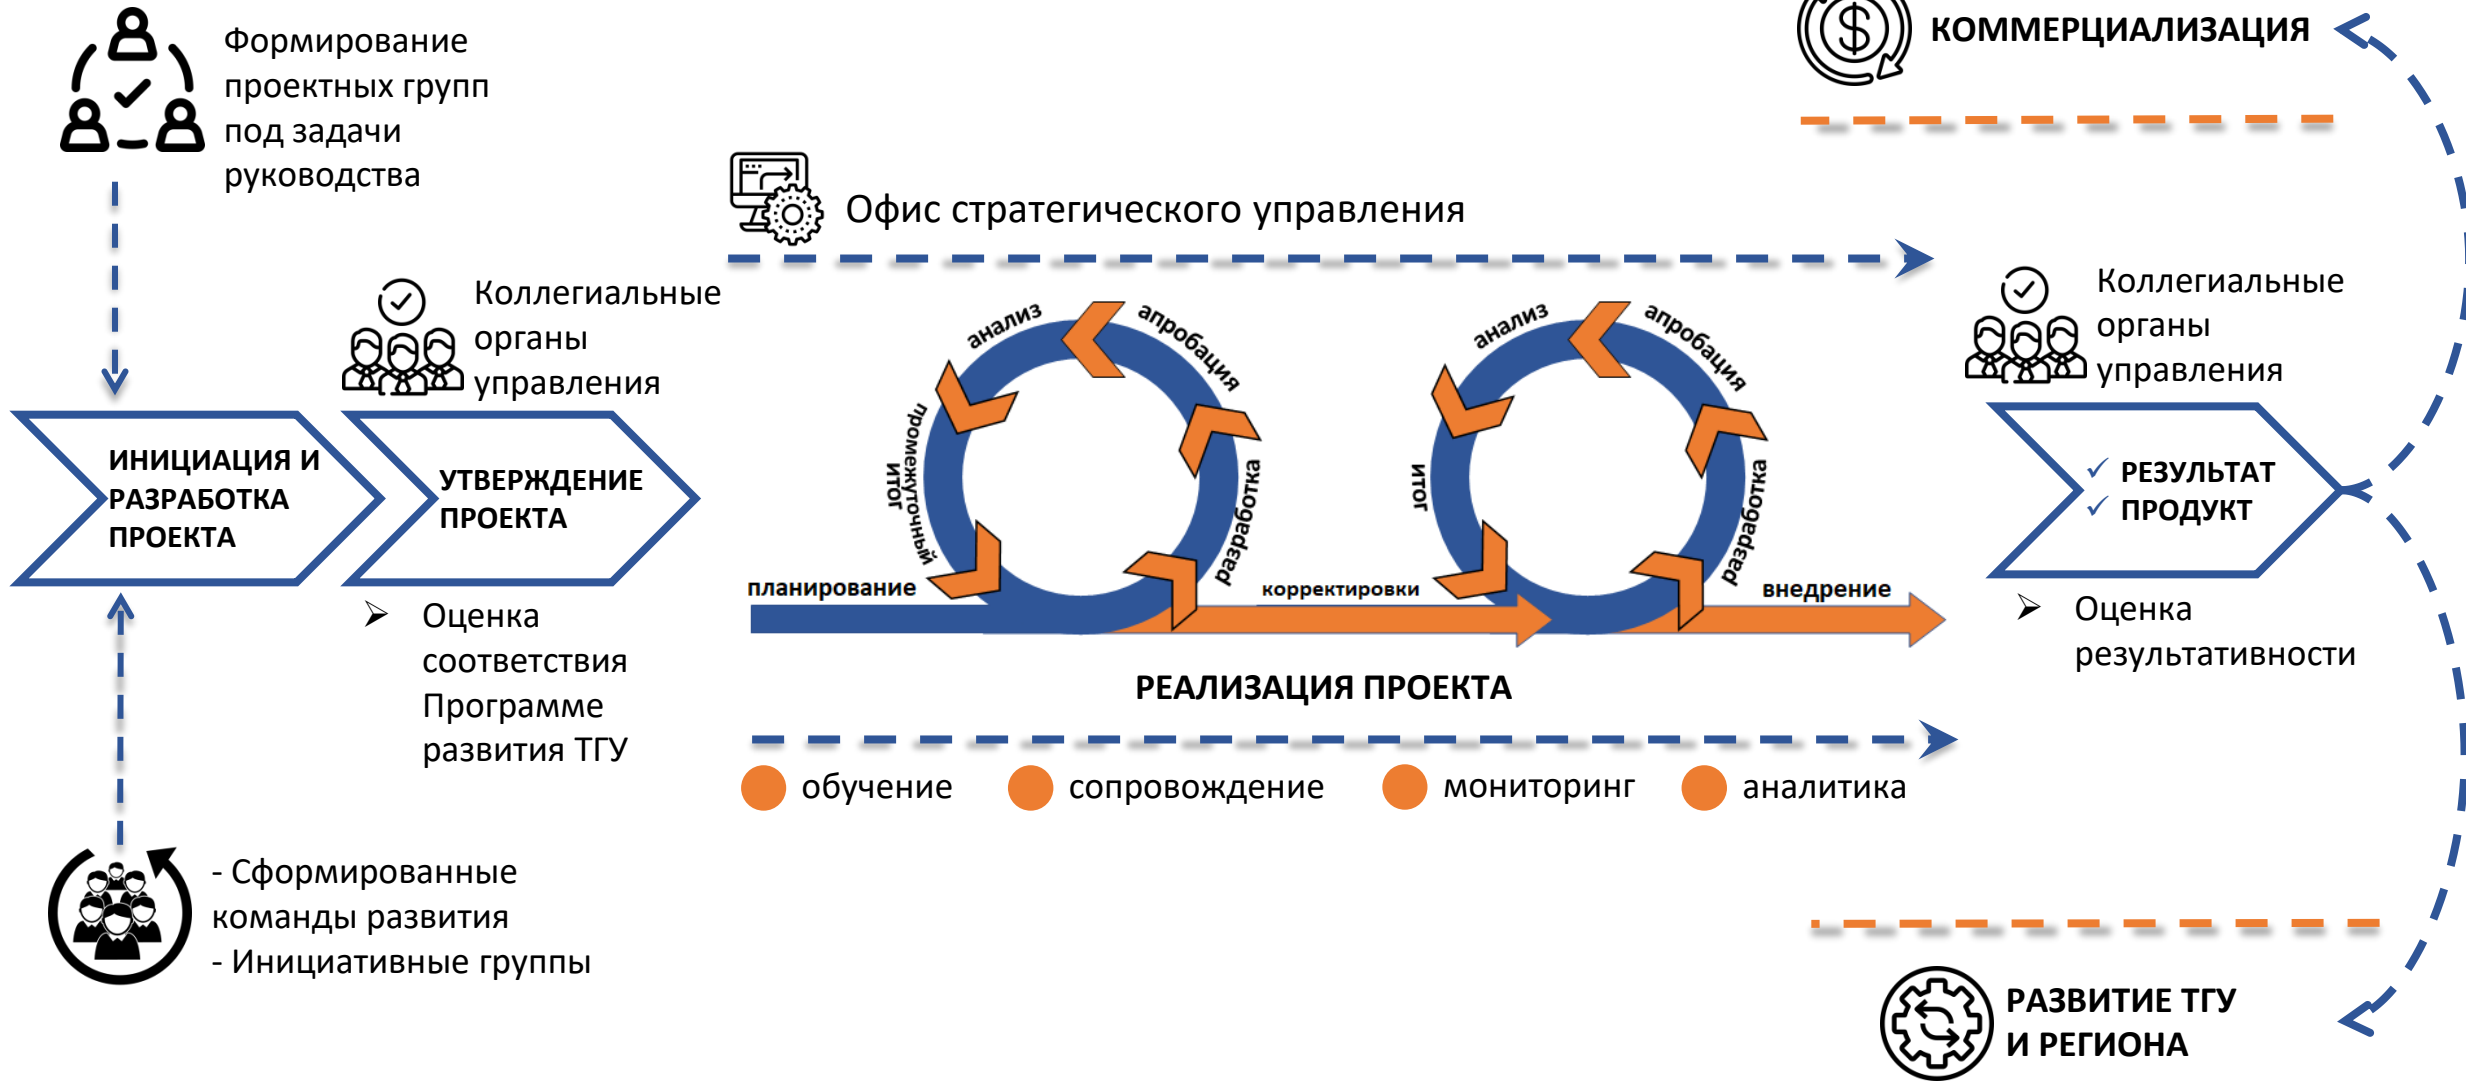 Формирование
проектных групп
под задачи
руководства
КОММЕРЦИАЛИЗАЦИЯ
Офис стратегического управления
Коллегиальные
органы
управления
ИНИЦИАЦИЯ И
РАЗРАБОТКА
ПРОЕКТА
УТВЕРЖДЕНИЕ
ПРОЕКТА
➢ Оценка
соответствия
Программе
развития ТГУ
- Сформированные
команды развития
- Инициативные группы
планирование
разработка
апробация
анализ
промежуточный
итог
корректировки
разработка
апробация
анализ
итог
внедрение
РЕАЛИЗАЦИЯ ПРОЕКТА
обучение
сопровождение
мониторинг
аналитика
Коллегиальные
органы
управления
✓ РЕЗУЛЬТАТ
✓ ПРОДУКТ
➢ Оценка
результативности
РАЗВИТИЕ ТГУ
И РЕГИОНА